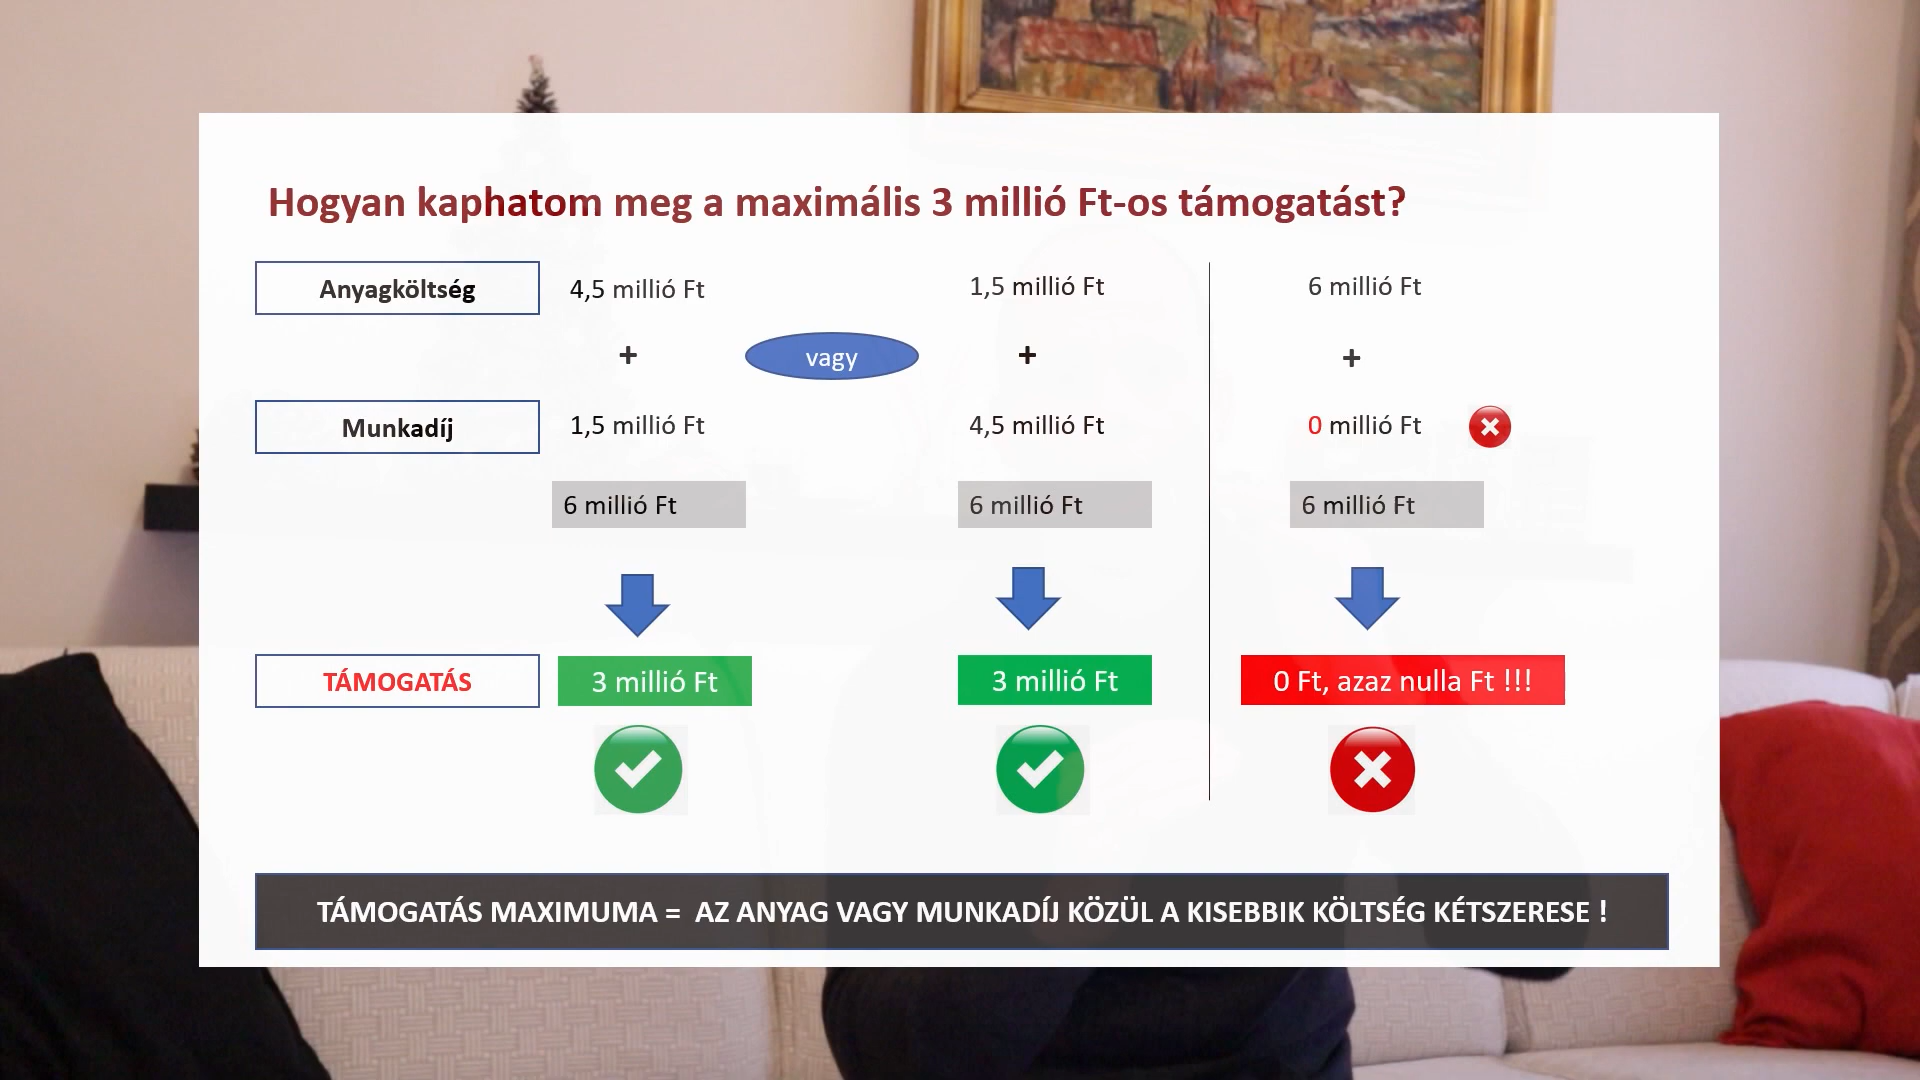 Hogyan kaphatom meg a maximális 3 millió Ft-os támogatást?
Anyagköltség 4,5 millió Ft 1,5 millió Ft 6 millió Ft
+ vagy + +
Munkadíj 1,5 millió Ft 4,5 millió Ft 0 millió Ft
6 millió Ft 6 millió Ft 6 millió Ft
TÁMOGATÁS 3 millió Ft 3 millió Ft 0 Ft, azaz nulla Ft !!!
TÁMOGATÁS MAXIMUMA = AZ ANYAG VAGY MUNKADÍJ KÖZÜL A KISEBBIK KÖLTSÉG KÉTSZERESE !